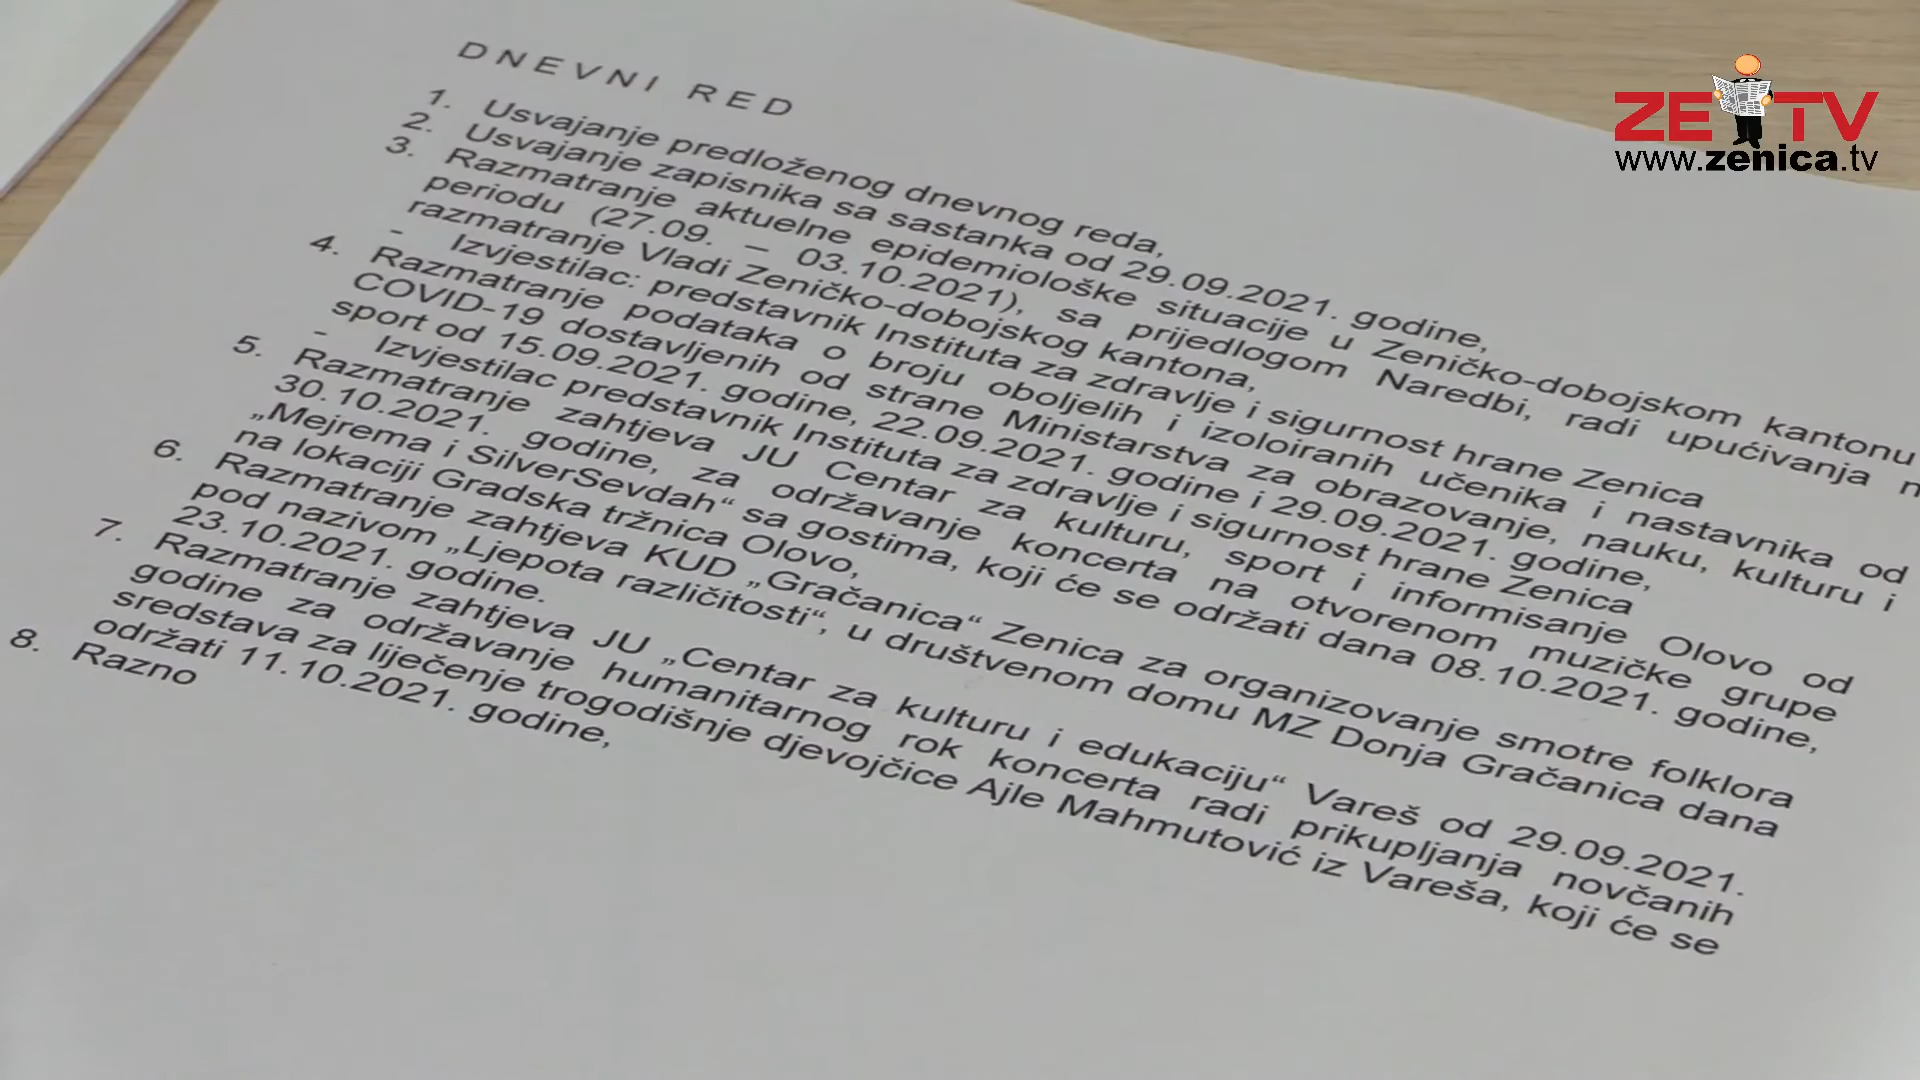 DNEVNI RED
1. Usvajanje predloženog dnevnog reda,
2. Usvajanje zapisnika sa sastanka od 29.09.2021. godine,
3. Razmatranje aktuelne epidemiološke situacije u Zeničko-dobojskom kantonu
periodu (27.09. – 03.10.2021), sa prijedlogom Naredbi, radi upućivanja n
razmatranje Vladi Zeničko-dobojskog kantona,
- Izvjestilac: predstavnik Instituta za zdravlje i sigurnost hrane Zenica
4. Razmatranje podataka o broju oboljelih i izoloiranih učenika i nastavnika od
COVID-19 dostavljenih od strane Ministarstva za obrazovanje, nauku, kulturu i
sport od 15.09.2021. godine, 22.09.2021. godine i 29.09.2021. godine,
- Izvjestilac predstavnik Instituta za zdravlje i sigurnost hrane Zenica
5. Razmatranje zahtjeva JU Centar za kulturu, sport i informisanje Olovo od
30.10.2021. godine, za održavanje koncerta na otvorenom muzičke grupe
„Mejrema i SilverSevdah“ sa gostima, koji će se održati dana 08.10.2021. godine,
na lokaciji Gradska tržnica Olovo,
6. Razmatranje zahtjeva KUD „Gračanica“ Zenica za organizovanje smotre folklora
pod nazivom „Ljepota različitosti“, u društvenom domu MZ Donja Gračanica dana
23.10.2021. godine.
7. Razmatranje zahtjeva JU „Centar za kulturu i edukaciju“ Vareš od 29.09.2021.
godine za održavanje humanitarnog rok koncerta radi prikupljanja novčanih
sredstava za liječenje trogodišnje djevojčice Ajle Mahmutović iz Vareša, koji će se
održati 11.10.2021. godine,
8. Razno
ZE TV
www.zenica.tv